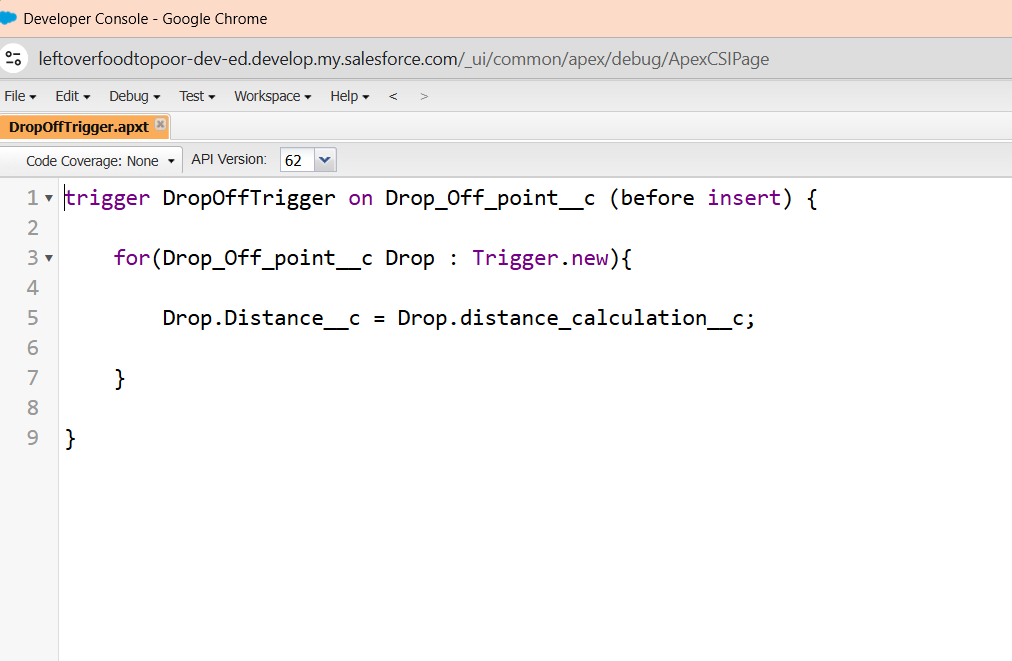 Developer Console - Google Chrome
leftoverfoodtopoor-dev-ed.develop.my.salesforce.com/_ui/common/apex/debug/ApexCSIPage
File Edit Debug Test Workspace Help < >
DropOffTrigger.apxt
Code Coverage: None API Version: 62
1 trigger DropOffTrigger on Drop_Off_point__c (before insert) {
2
3 for(Drop_Off_point__c Drop : Trigger.new){
4
5 Drop.Distance__c = Drop.distance_calculation__c;
6
7 }
8
9 }